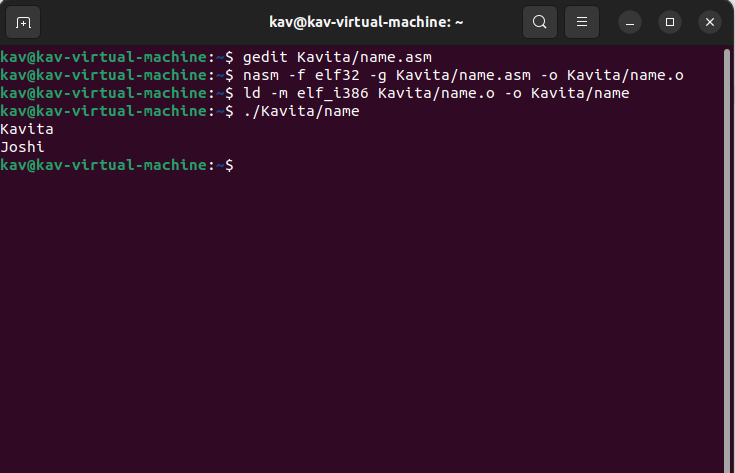 kav@kav-virtual-machine: ~
kav@kav-virtual-machine:~$ gedit Kavita/name.asm
kav@kav-virtual-machine:~$ nasm -f elf32 -g Kavita/name.asm -o Kavita/name.o
kav@kav-virtual-machine:~$ ld -m elf_i386 Kavita/name.o -o Kavita/name
kav@kav-virtual-machine:~$ ./Kavita/name
Kavita
Joshi
kav@kav-virtual-machine:~$